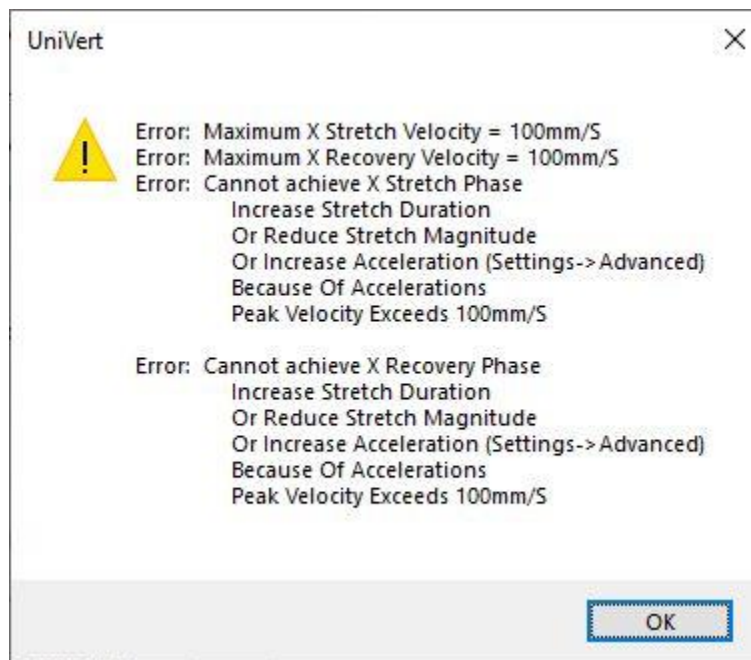 UniVert
Error: Maximum X Stretch Velocity = 100mm/S
Error: Maximum X Recovery Velocity = 100mm/S
Error: Cannot achieve X Stretch Phase
Increase Stretch Duration
Or Reduce Stretch Magnitude
Or Increase Acceleration (Settings->Advanced)
Because Of Accelerations
Peak Velocity Exceeds 100mm/S
Error: Cannot achieve X Recovery Phase
Increase Stretch Duration
Or Reduce Stretch Magnitude
Or Increase Acceleration (Settings->Advanced)
Because Of Accelerations
Peak Velocity Exceeds 100mm/S
OK